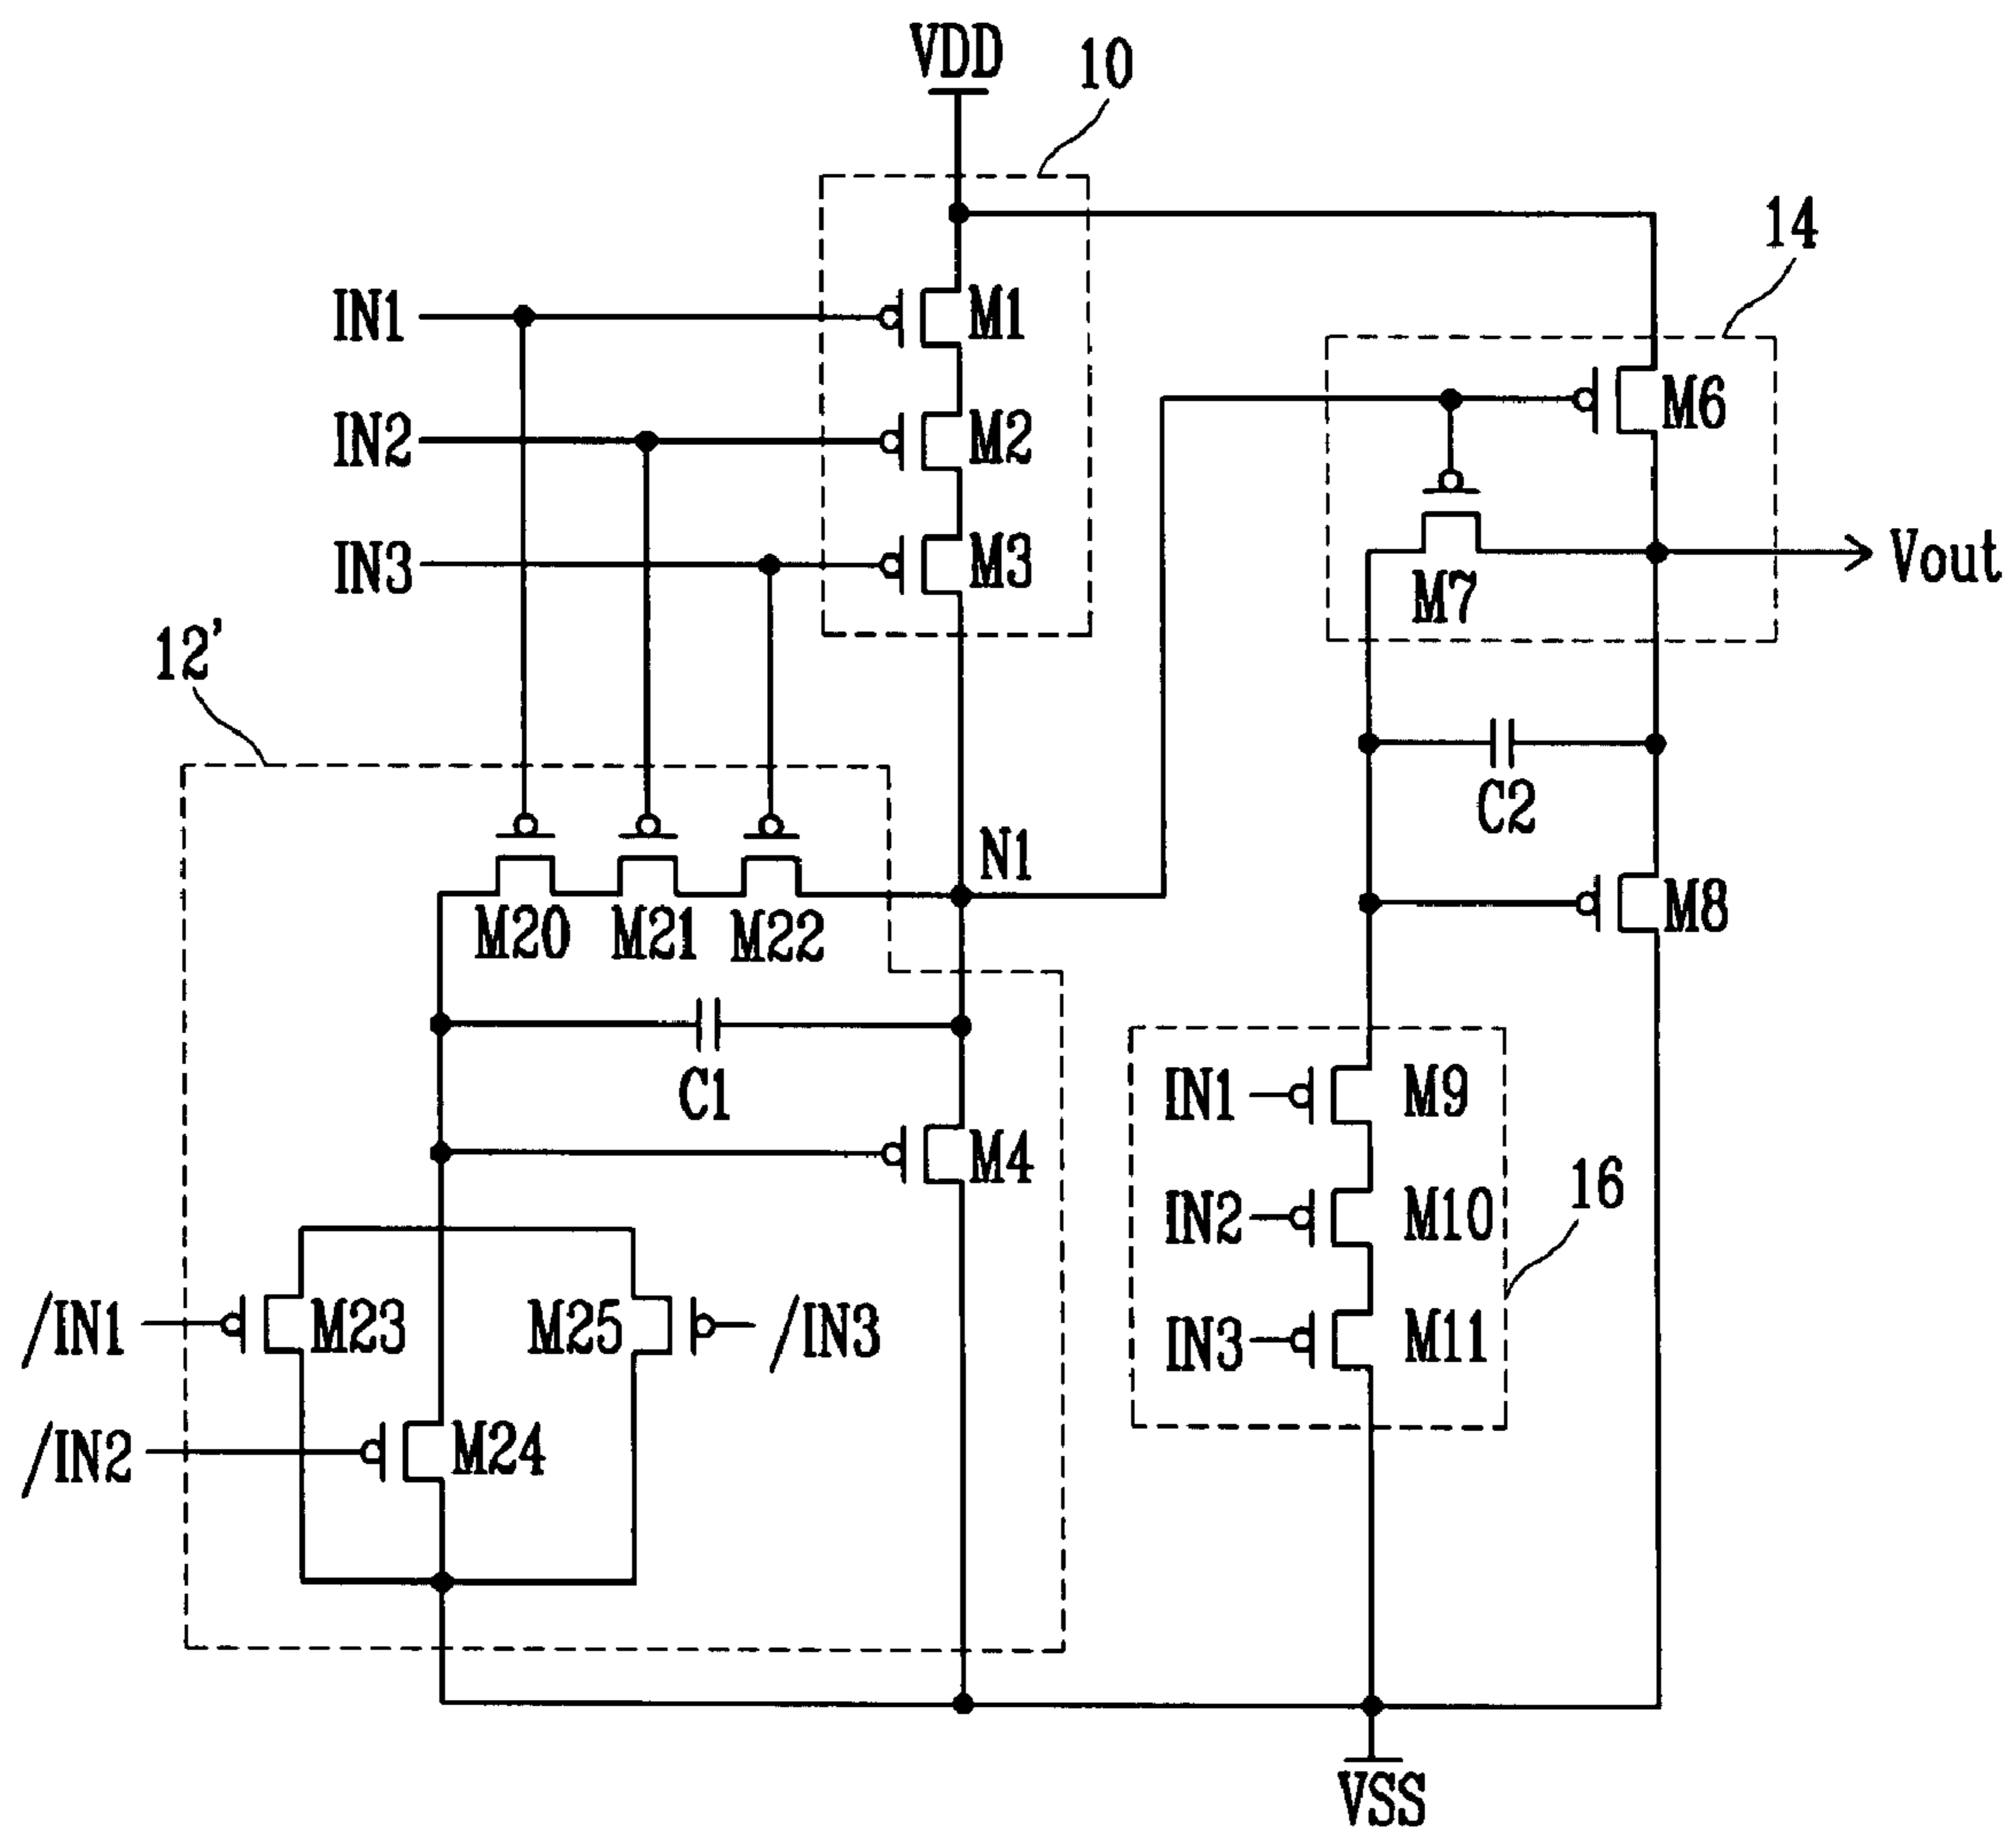 VDD
10
14
IN1
M1
M6
IN2
M2
IN3
M3
Vout
M7
12'
C2
N1
M8
M20
M21
M22
C1
IN1
M9
M4
16
IN2
M10
/IN1
M23
M25
/IN3
IN3
M11
/IN2
M24
VSS